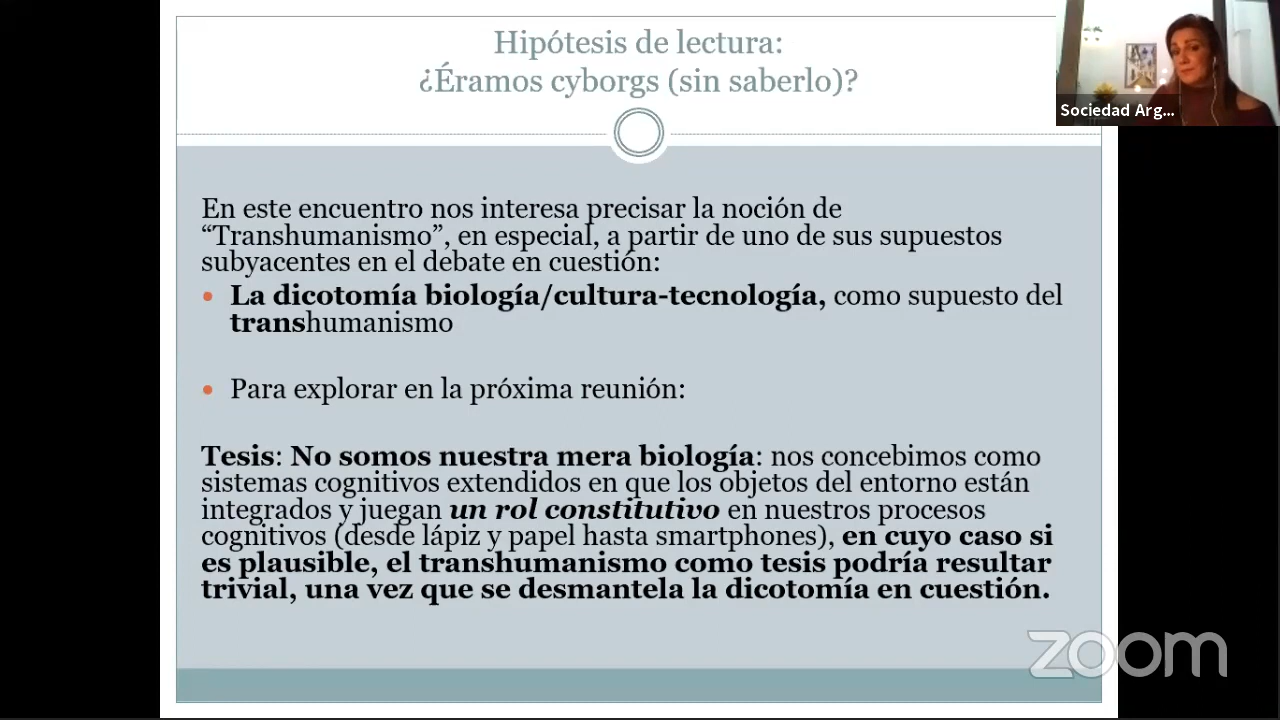 Hipótesis de lectura:
¿Éramos cyborgs (sin saberlo)?
Sociedad Arg...
En este encuentro nos interesa precisar la noción de
“Transhumanismo”, en especial, a partir de uno de sus supuestos
subyacentes en el debate en cuestión:
• La dicotomía biología/cultura-tecnología, como supuesto del
transhumanismo
• Para explorar en la próxima reunión:
Tesis: No somos nuestra mera biología: nos concebimos como
sistemas cognitivos extendidos en que los objetos del entorno están
integrados y juegan un rol constitutivo en nuestros procesos
cognitivos (desde lápiz y papel hasta smartphones), en cuyo caso si
es plausible, el transhumanismo como tesis podría resultar
trivial, una vez que se desmantela la dicotomía en cuestión.
zoom